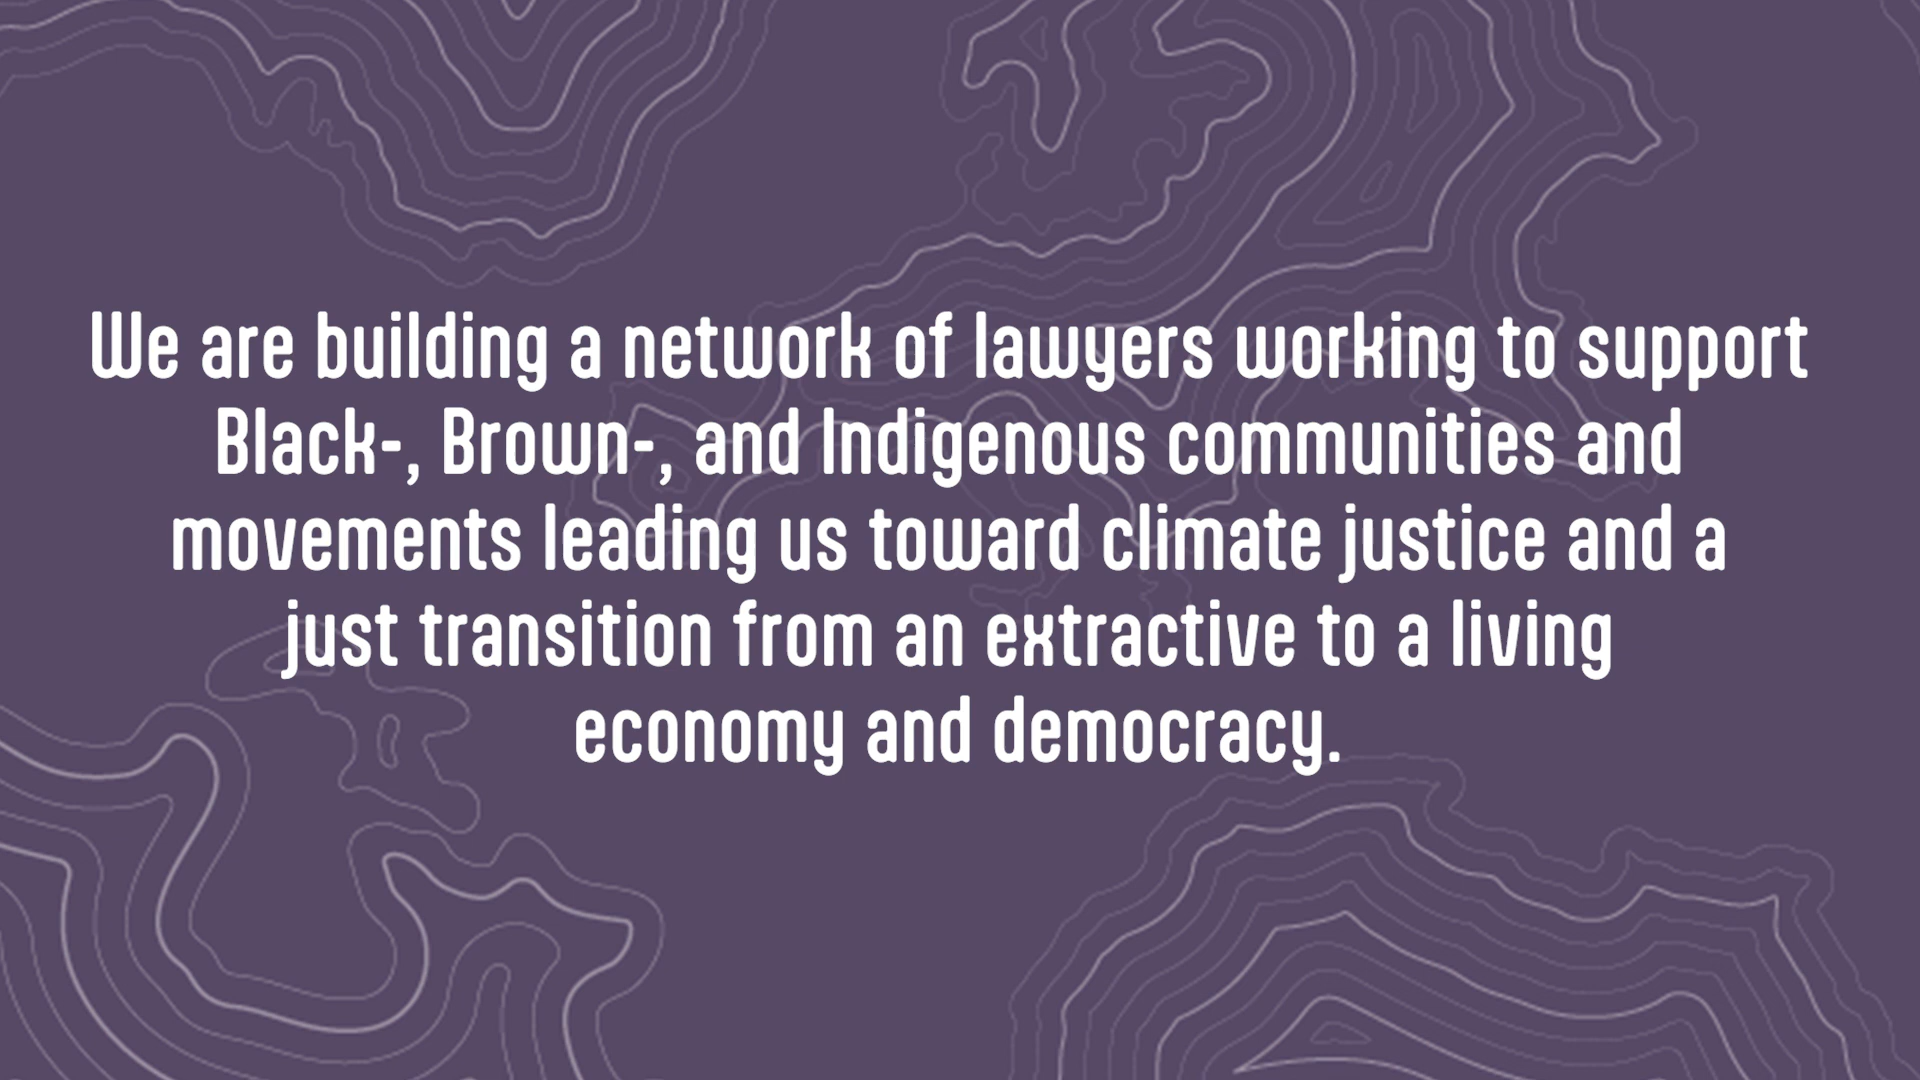 We are building a network of lawyers working to support
Black-, Brown-, and Indigenous communities and
movements leading us toward climate justice and a
just transition from an extractive to a living
economy and democracy.